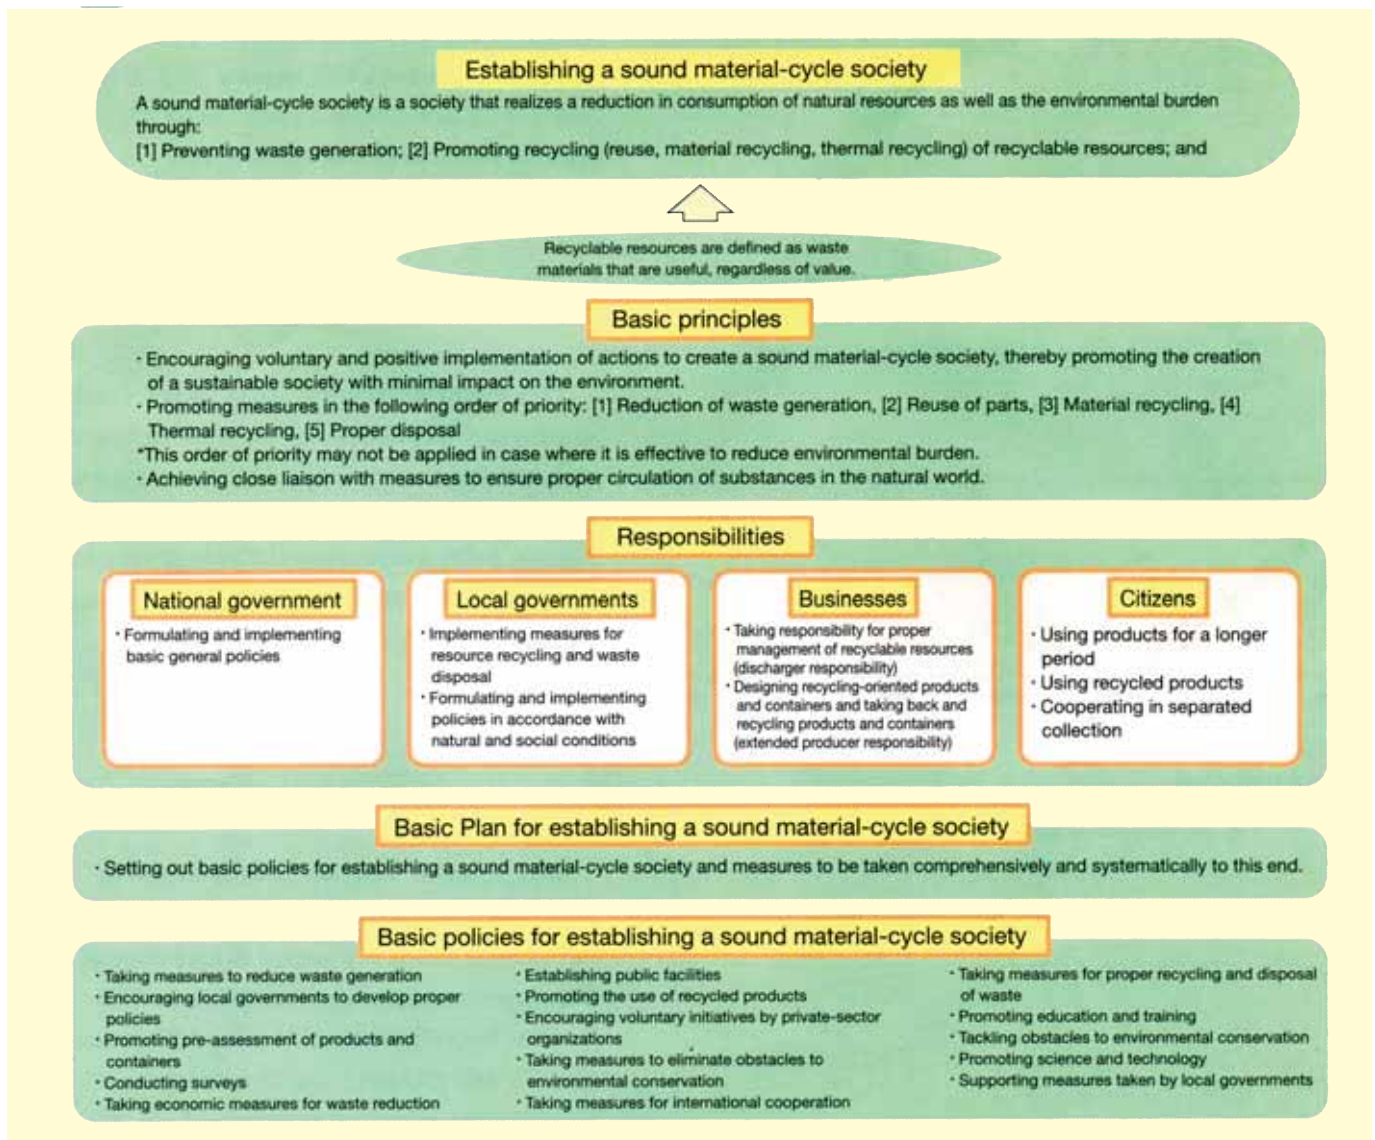 Establishing a sound material-cycle society
A sound material-cycle society is a society that realizes a reduction in consumption of natural resources as well as the environmental burden
through:
[1] Preventing waste generation; [2] Promoting recycling (reuse, material recycling, thermal recycling) of recyclable resources; and
Recyclable resources are defined as waste
materials that are useful, regardless of value.
Basic principles
· Encouraging voluntary and positive implementation of actions to create a sound material-cycle society, thereby promoting the creation
of a sustainable society with minimal impact on the environment.
· Promoting measures in the following order of priority: [1] Reduction of waste generation, [2] Reuse of parts, [3] Material recycling, [4]
Thermal recycling, [5] Proper disposal
*This order of priority may not be applied in case where it is effective to reduce environmental burden.
· Achieving close liaison with measures to ensure proper circulation of substances in the natural world.
Responsibilities
National government
· Formulating and implementing
basic general policies
Local governments
· Implementing measures for
resource recycling and waste
disposal
· Formulating and implementing
policies in accordance with
natural and social conditions
Businesses
· Taking responsibility for proper
management of recyclable resources
(discharger responsibility)
· Designing recycling-oriented products
and containers and taking back and
recycling products and containers
(extended producer responsibility)
Citizens
· Using products for a longer
period
· Using recycled products
· Cooperating in separated
collection
Basic Plan for establishing a sound material-cycle society
· Setting out basic policies for establishing a sound material-cycle society and measures to be taken comprehensively and systematically to this end.
Basic policies for establishing a sound material-cycle society
· Taking measures to reduce waste generation
· Encouraging local governments to develop proper
policies
· Promoting pre-assessment of products and
containers
· Conducting surveys
· Taking economic measures for waste reduction
· Establishing public facilities
· Promoting the use of recycled products
· Encouraging voluntary initiatives by private-sector
organizations
· Taking measures to eliminate obstacles to
environmental conservation
· Taking measures for international cooperation
· Taking measures for proper recycling and disposal
of waste
· Promoting education and training
· Tackling obstacles to environmental conservation
· Promoting science and technology
· Supporting measures taken by local governments